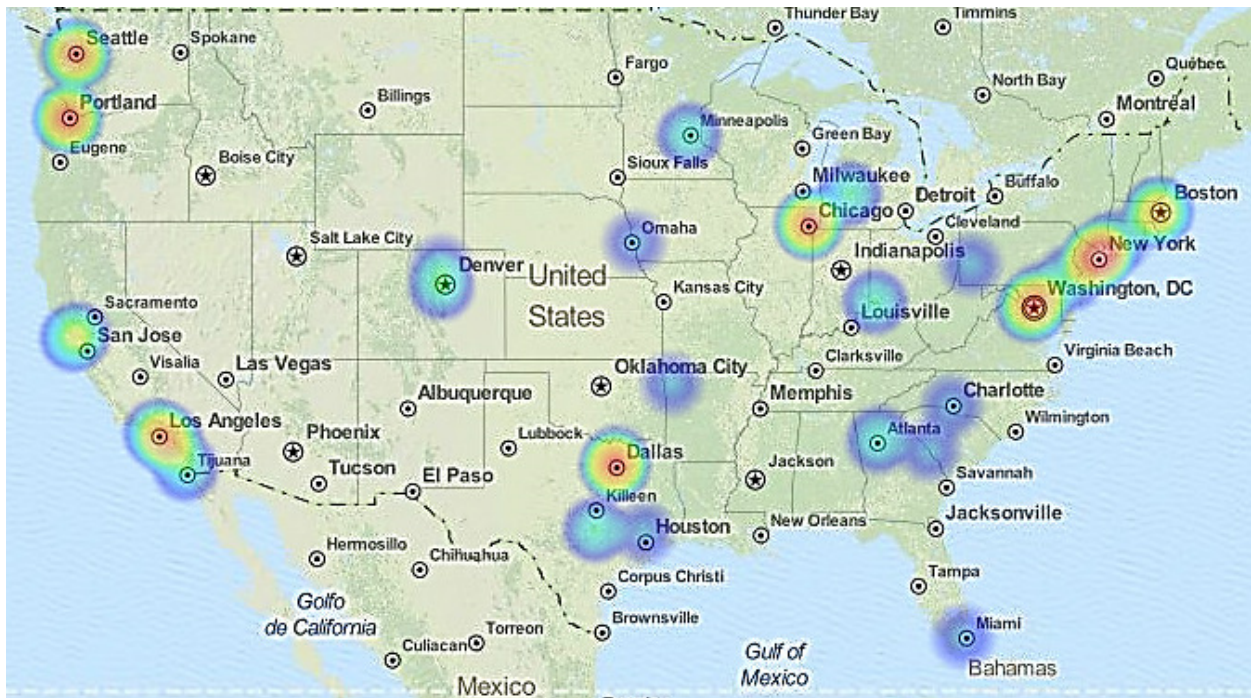 Thunder Bay
Timmins
Seattle
Spokane
Fargo
Québec
North Bay
Portland
Billings
Montréal
Minneapolis
Green Bay
Eugene
Boise City
Sioux Falls
Milwaukee
Detroit
Buffalo
Boston
Chicago
Cleveland
Omaha
Salt Lake City
Indianapolis
New York
Denver
United
States
Kansas City
Washington, DC
Sacramento
San Jose
Louisville
Visalia
Las Vegas
Clarksville
Virginia Beach
Oklahoma City
Albuquerque
Memphis
Charlotte
Los Angeles
Phoenix
Lubbock
Atlanta
Wilmington
Tijuana
Tucson
El Paso
Dallas
Jackson
Savannah
Killeen
Houston
New Orleans
Jacksonville
Hermosillo
Chihuahua
Corpus Christi
Tampa
Golfo
de California
Torreon
Brownsville
Miami
Culiacan
Gulf of
Mexico
Bahamas
Mexico